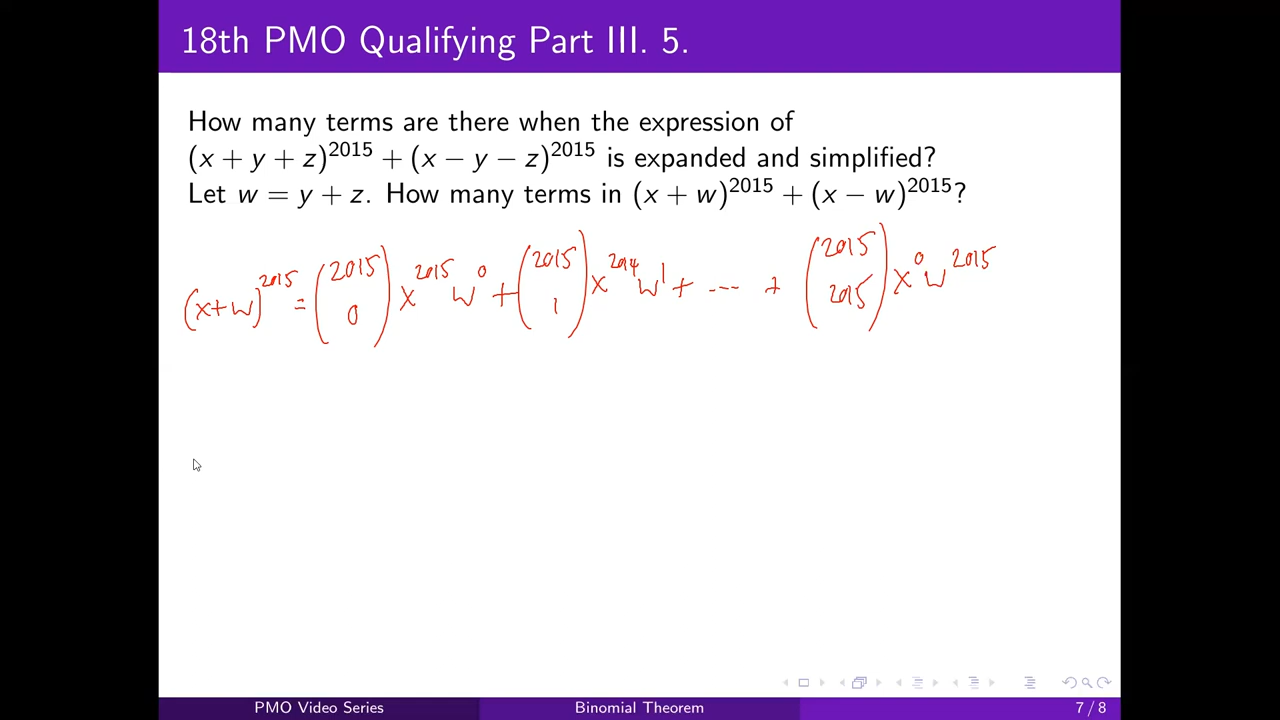 18th PMO Qualifying Part III. 5.
How many terms are there when the expression of
(x + y + z)^2015 + (x − y − z)^2015 is expanded and simplified?
Let w = y + z. How many terms in (x + w)^2015 + (x − w)^2015?
(x+w)^2015 = (2015 0) x^2015 w^0 + (2015 1) x^2014 w^1 + ... + (2015 2015) x^0 w^2015
PMO Video Series Binomial Theorem 7 / 8